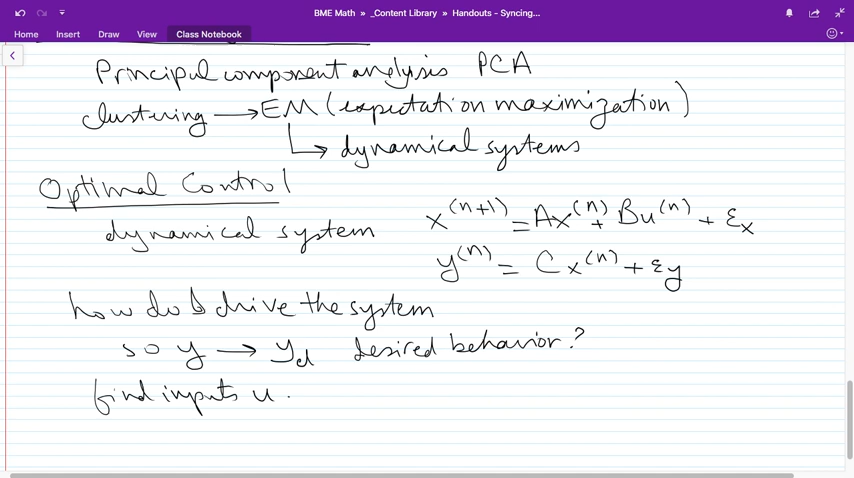 BME Math » _Content Library » Handouts - Syncing...
Home Insert Draw View Class Notebook
Principal component analysis PCA
clustering → EM (expectation maximization)
↳ dynamical systems
Optimal Control
dynamical system
x^(n+1) = Ax^(n) + Bu^(n) + εx
y^(n) = Cx^(n) + εy
how do I drive the system
so y → yd desired behavior?
find inputs u.